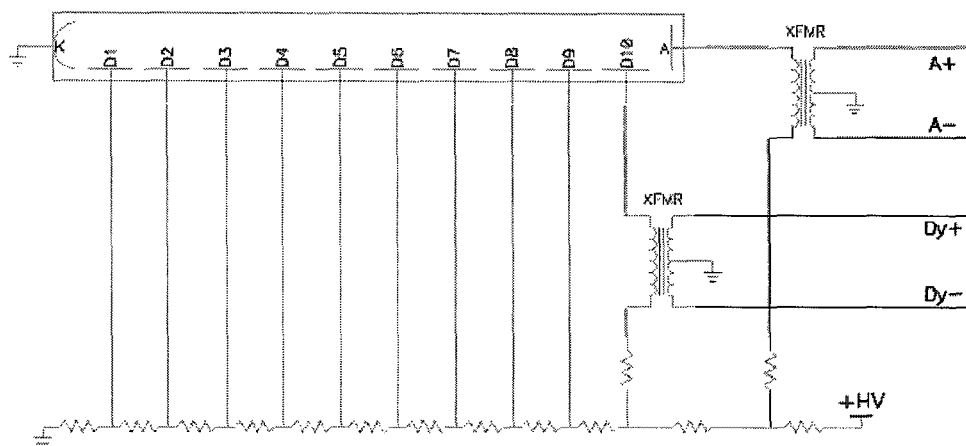 XFMR
K D1 D2 D3 D4 D5 D6 D7 D8 D9 D10 A
A+
A-
XFMR
Dy+
Dy-
+HV